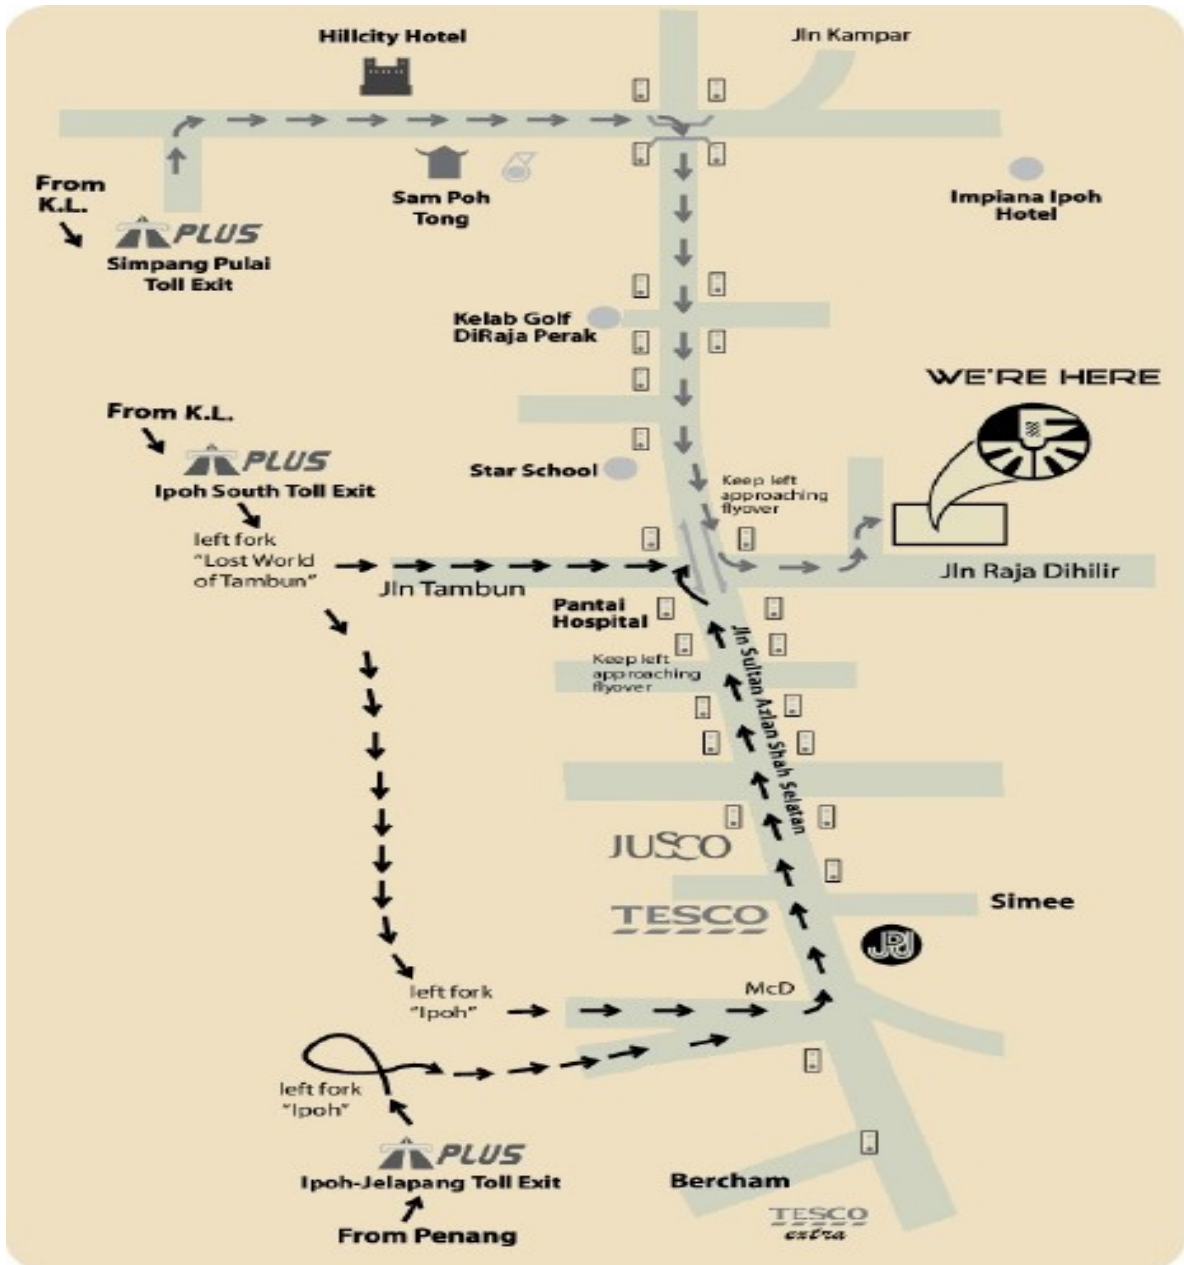 Hillcity Hotel
Jln Kampar
From
K.L.
PLUS
Simpang Pulai
Toll Exit
Sam Poh
Tong
Impiana Ipoh
Hotel
Kelab Golf
DiRaja Perak
WE'RE HERE
From K.L.
PLUS
Ipoh South Toll Exit
Star School
Keep left
approaching
flyover
left fork
"Lost World
of Tambun"
Jln Tambun
Jln Raja Dihilir
Pantai
Hospital
Keep left
approaching
flyover
Jln Sultan Azlan Shah Selatan
JUSCO
TESCO
Simee
JPJ
McD
left fork
"Ipoh"
left fork
"Ipoh"
PLUS
Ipoh-Jelapang Toll Exit
From Penang
Bercham
TESCO
extra